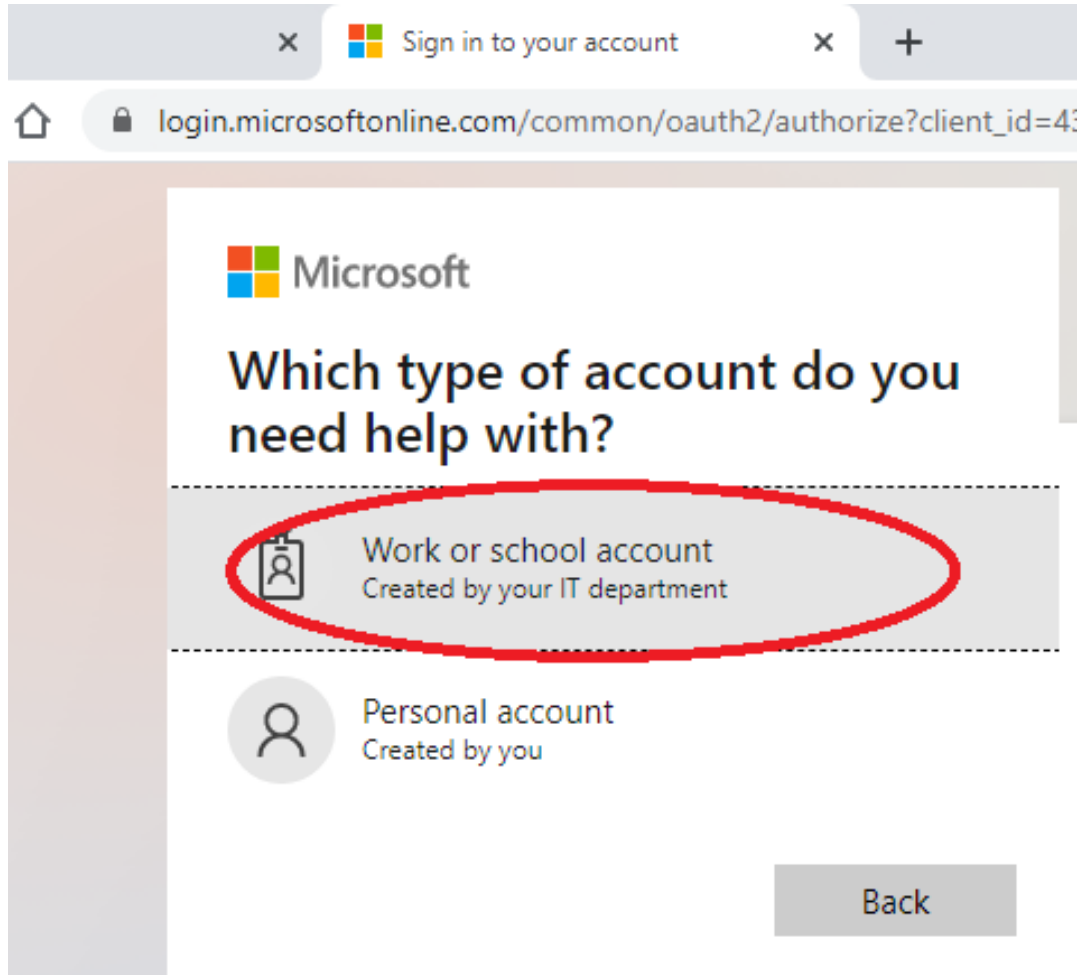 Sign in to your account
login.microsoftonline.com/common/oauth2/authorize?client_id=43
Microsoft
Which type of account do you
need help with?
Work or school account
Created by your IT department
Personal account
Created by you
Back